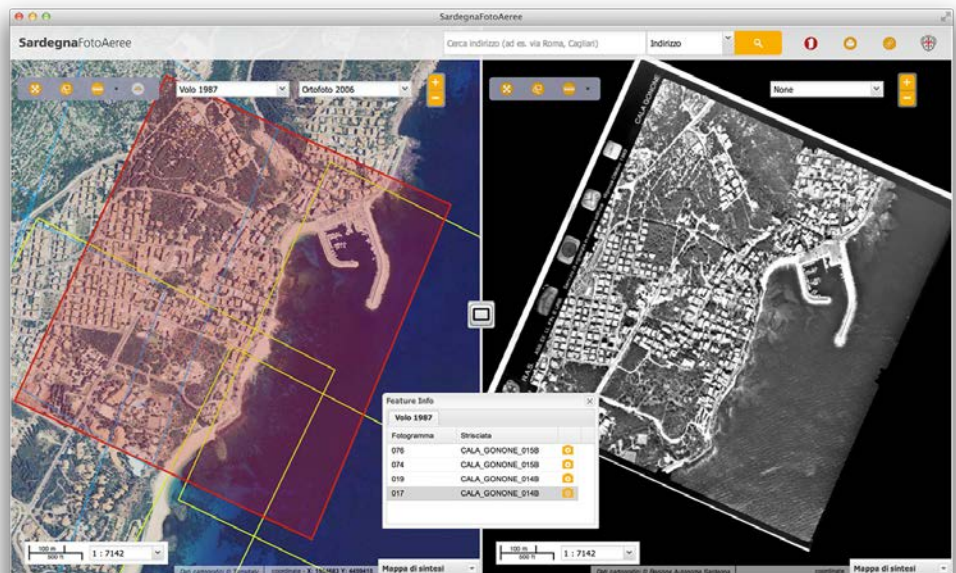 SardegnaFotoAeree
SardegnaFotoAeree
Cerca indirizzo (ad es. via Roma, Cagliari)
Indirizzo
Volo 1987
Ortofoto 2006
+
-
None
+
-
CALA GONONE
R.A.S.
Feature Info
×
Volo 1987
Fotogramma Strisciata
076 CALA_GONONE_015B
074 CALA_GONONE_015B
019 CALA_GONONE_014B
017 CALA_GONONE_014B
100 m
500 ft
1 : 7142
Mappa di sintesi
100 m
500 ft
1 : 7142
Mappa di sintesi